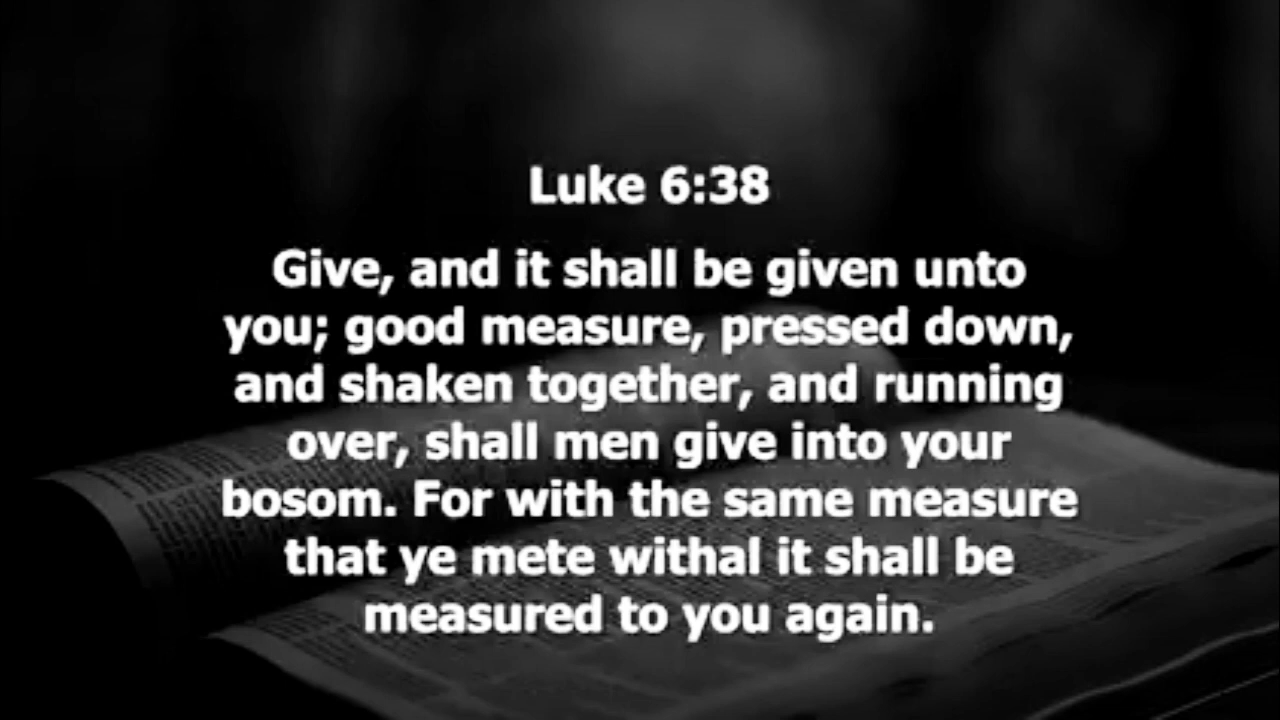 Luke 6:38
Give, and it shall be given unto
you; good measure, pressed down,
and shaken together, and running
over, shall men give into your
bosom. For with the same measure
that ye mete withal it shall be
measured to you again.